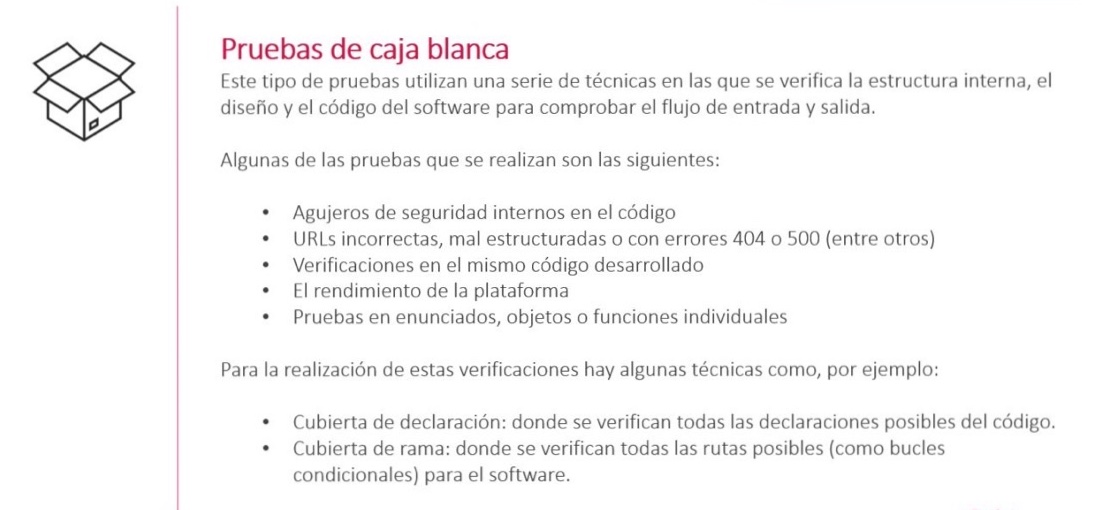 Pruebas de caja blanca
Este tipo de pruebas utilizan una serie de técnicas en las que se verifica la estructura interna, el
diseño y el código del software para comprobar el flujo de entrada y salida.
Algunas de las pruebas que se realizan son las siguientes:
• Agujeros de seguridad internos en el código
• URLs incorrectas, mal estructuradas o con errores 404 o 500 (entre otros)
• Verificaciones en el mismo código desarrollado
• El rendimiento de la plataforma
• Pruebas en enunciados, objetos o funciones individuales
Para la realización de estas verificaciones hay algunas técnicas como, por ejemplo:
• Cubierta de declaración: donde se verifican todas las declaraciones posibles del código.
• Cubierta de rama: donde se verifican todas las rutas posibles (como bucles
condicionales) para el software.